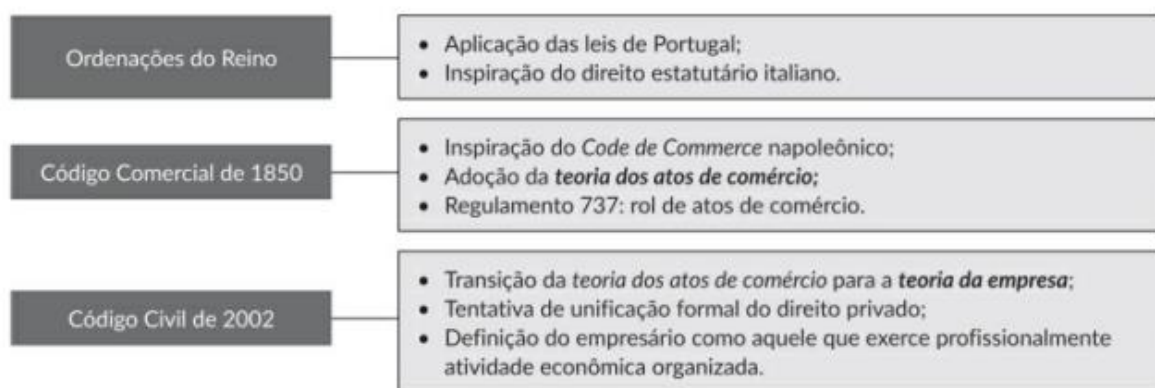 Ordenações do Reino
• Aplicação das leis de Portugal;
• Inspiração do direito estatutário italiano.
Código Comercial de 1850
• Inspiração do Code de Commerce napoleônico;
• Adoção da teoria dos atos de comércio;
• Regulamento 737: rol de atos de comércio.
Código Civil de 2002
• Transição da teoria dos atos de comércio para a teoria da empresa;
• Tentativa de unificação formal do direito privado;
• Definição do empresário como aquele que exerce profissionalmente
atividade econômica organizada.